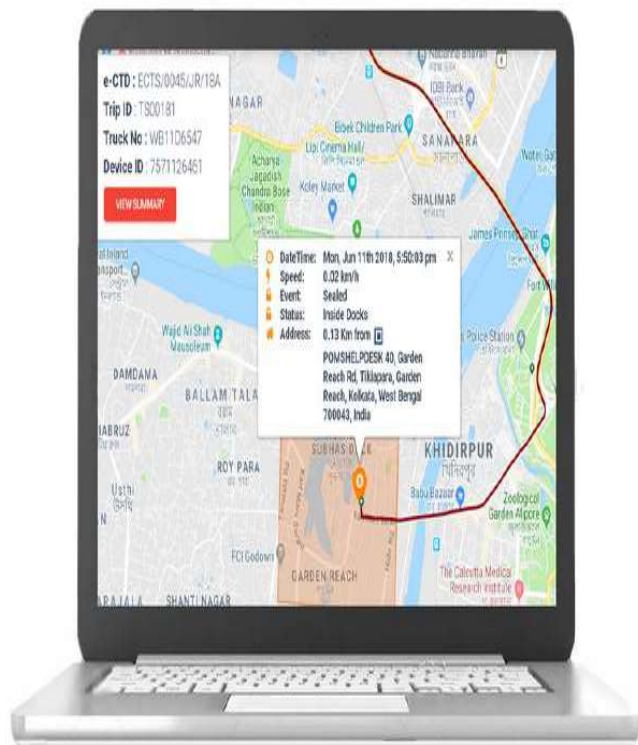 e-CTD : ECTS/0045/JR/18A
Trip ID : TS00181
Truck No : WB11D6547
Device ID : 7571126461
VIEW SUMMARY
NAGAR
IDBI Bank
Bibek Children Park
SANAPARA
Lipi Cinema Hall/
Acharya
Jagadish
Chandra Bose
Indian
Koley Market
SHALIMAR
James Prinsep Ghat
DateTime: Mon, Jun 11th 2018, 5:50:03 pm X
Speed: 0.02 km/h
Event: Sealed
Status: Inside Docks
Address: 0.13 Km from
POMSHELPDESK 40, Garden
Reach Rd, Tikiapara, Garden
Reach, Kolkata, West Bengal
700043, India
Police Station
Wajid Ali Shah
Mausoleum
DAMDAMA
BALLAM TALA
ROY PARA
KHIDIRPUR
খিদিরপুর
Usthi
Babu Bazaar
Zoological
Garden Alipore
FCI Godown
GARDEN REACH
The Calcutta Medical
Research Institute
SHANTI NAGAR